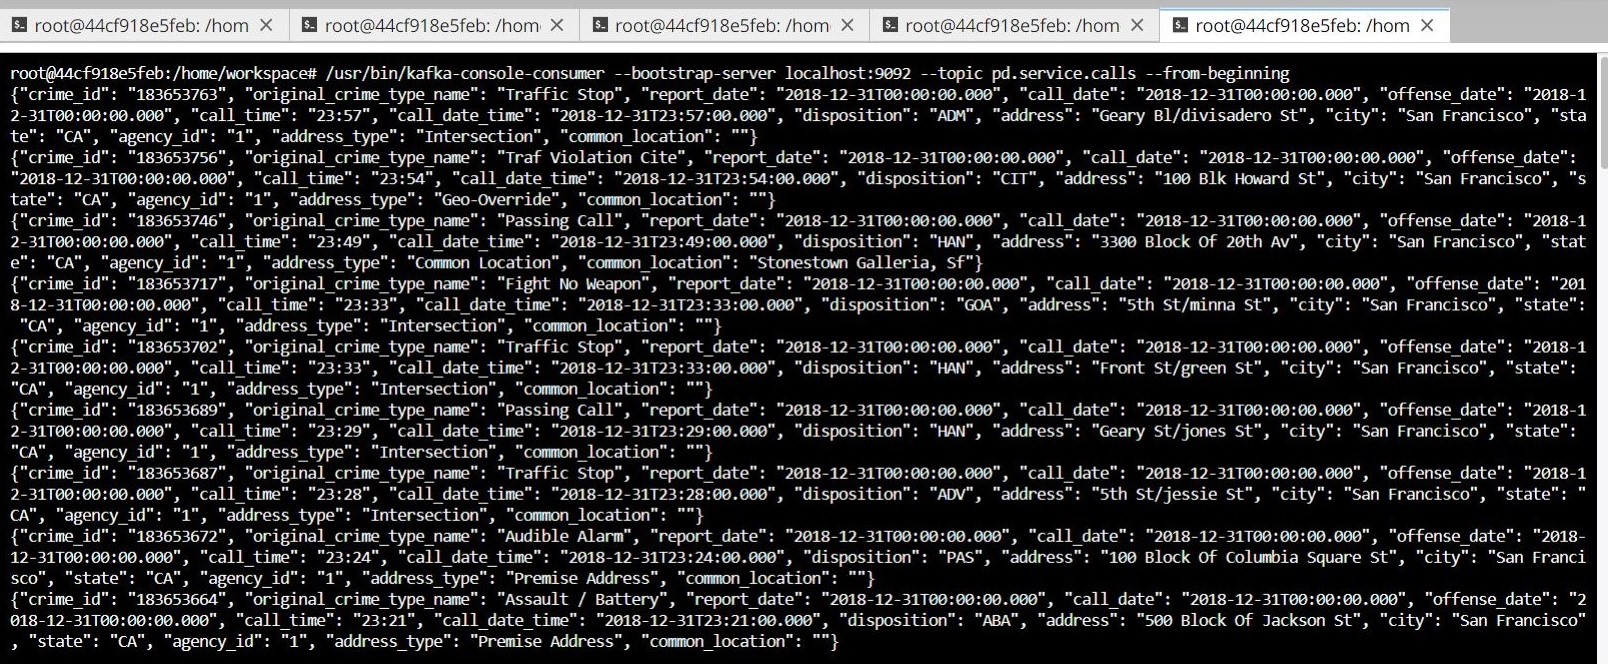 root@44cf918e5feb: /hom
root@44cf918e5feb: /hom
root@44cf918e5feb: /hom
root@44cf918e5feb: /hom
root@44cf918e5feb: /hom
root@44cf918e5feb:/home/workspace# /usr/bin/kafka-console-consumer --bootstrap-server localhost:9092 --topic pd.service.calls --from-beginning
{"crime_id": "183653763", "original_crime_type_name": "Traffic Stop", "report_date": "2018-12-31T00:00:00.000", "call_date": "2018-12-31T00:00:00.000", "offense_date": "2018-1
2-31T00:00:00.000", "call_time": "23:57", "call_date_time": "2018-12-31T23:57:00.000", "disposition": "ADM", "address": "Geary Bl/divisadero St", "city": "San Francisco", "sta
te": "CA", "agency_id": "1", "address_type": "Intersection", "common_location": ""}
{"crime_id": "183653756", "original_crime_type_name": "Traf Violation Cite", "report_date": "2018-12-31T00:00:00.000", "call_date": "2018-12-31T00:00:00.000", "offense_date":
"2018-12-31T00:00:00.000", "call_time": "23:54", "call_date_time": "2018-12-31T23:54:00.000", "disposition": "CIT", "address": "100 Blk Howard St", "city": "San Francisco", "s
tate": "CA", "agency_id": "1", "address_type": "Geo-Override", "common_location": ""}
{"crime_id": "183653746", "original_crime_type_name": "Passing Call", "report_date": "2018-12-31T00:00:00.000", "call_date": "2018-12-31T00:00:00.000", "offense_date": "2018-1
2-31T00:00:00.000", "call_time": "23:49", "call_date_time": "2018-12-31T23:49:00.000", "disposition": "HAN", "address": "3300 Block Of 20th Av", "city": "San Francisco", "stat
e": "CA", "agency_id": "1", "address_type": "Common Location", "common_location": "Stonestown Galleria, Sf"}
{"crime_id": "183653717", "original_crime_type_name": "Fight No Weapon", "report_date": "2018-12-31T00:00:00.000", "call_date": "2018-12-31T00:00:00.000", "offense_date": "201
8-12-31T00:00:00.000", "call_time": "23:33", "call_date_time": "2018-12-31T23:33:00.000", "disposition": "GOA", "address": "5th St/minna St", "city": "San Francisco", "state":
"CA", "agency_id": "1", "address_type": "Intersection", "common_location": ""}
{"crime_id": "183653702", "original_crime_type_name": "Traffic Stop", "report_date": "2018-12-31T00:00:00.000", "call_date": "2018-12-31T00:00:00.000", "offense_date": "2018-1
2-31T00:00:00.000", "call_time": "23:33", "call_date_time": "2018-12-31T23:33:00.000", "disposition": "HAN", "address": "Front St/green St", "city": "San Francisco", "state":
"CA", "agency_id": "1", "address_type": "Intersection", "common_location": ""}
{"crime_id": "183653689", "original_crime_type_name": "Passing Call", "report_date": "2018-12-31T00:00:00.000", "call_date": "2018-12-31T00:00:00.000", "offense_date": "2018-1
2-31T00:00:00.000", "call_time": "23:29", "call_date_time": "2018-12-31T23:29:00.000", "disposition": "HAN", "address": "Geary St/jones St", "city": "San Francisco", "state":
"CA", "agency_id": "1", "address_type": "Intersection", "common_location": ""}
{"crime_id": "183653687", "original_crime_type_name": "Traffic Stop", "report_date": "2018-12-31T00:00:00.000", "call_date": "2018-12-31T00:00:00.000", "offense_date": "2018-1
2-31T00:00:00.000", "call_time": "23:28", "call_date_time": "2018-12-31T23:28:00.000", "disposition": "ADV", "address": "5th St/jessie St", "city": "San Francisco", "state": "
CA", "agency_id": "1", "address_type": "Intersection", "common_location": ""}
{"crime_id": "183653672", "original_crime_type_name": "Audible Alarm", "report_date": "2018-12-31T00:00:00.000", "call_date": "2018-12-31T00:00:00.000", "offense_date": "2018-
12-31T00:00:00.000", "call_time": "23:24", "call_date_time": "2018-12-31T23:24:00.000", "disposition": "PAS", "address": "100 Block Of Columbia Square St", "city": "San Franci
sco", "state": "CA", "agency_id": "1", "address_type": "Premise Address", "common_location": ""}
{"crime_id": "183653664", "original_crime_type_name": "Assault / Battery", "report_date": "2018-12-31T00:00:00.000", "call_date": "2018-12-31T00:00:00.000", "offense_date": "2
018-12-31T00:00:00.000", "call_time": "23:21", "call_date_time": "2018-12-31T23:21:00.000", "disposition": "ABA", "address": "500 Block Of Jackson St", "city": "San Francisco"
, "state": "CA", "agency_id": "1", "address_type": "Premise Address", "common_location": ""}